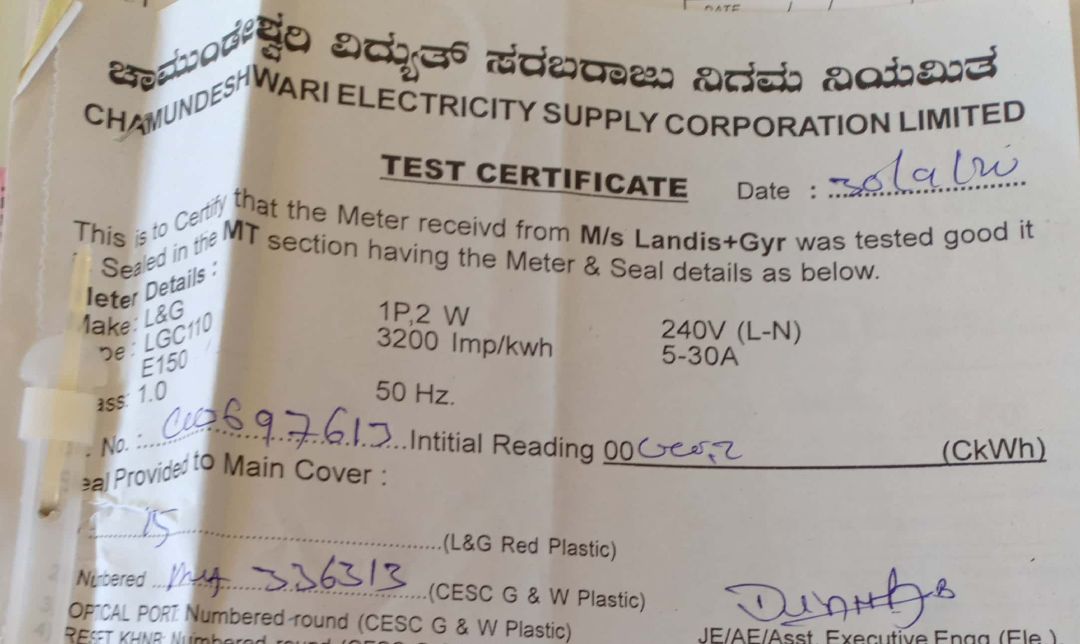 DATE / /
ಚಾಮುಂಡೇಶ್ವರಿ ವಿದ್ಯುತ್ ಸರಬರಾಜು ನಿಗಮ ನಿಯಮಿತ
CHAMUNDESHWARI ELECTRICITY SUPPLY CORPORATION LIMITED
TEST CERTIFICATE Date :
This is to Certify that the Meter receivd from M/s Landis+Gyr was tested good it
Sealed in the MT section having the Meter & Seal details as below.
Details :
L&G 1P,2 W 240V (L-N)
LGC110 3200 Imp/kwh 5-30A
E150
1.0 50 Hz.
No. : Intitial Reading 00 (CkWh)
Provided to Main Cover :
15 (L&G Red Plastic)
Numbered 336313 (CESC G & W Plastic)
OPTICAL PORT Numbered-round (CESC G & W Plastic)
JE/AE/Asst. Executive Engg (Ele.).